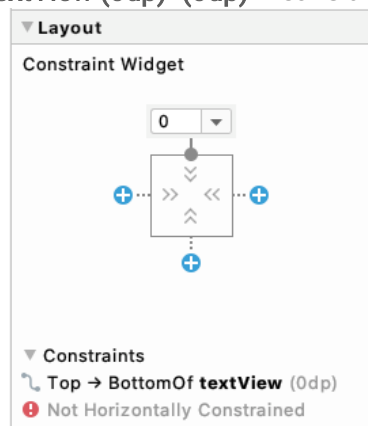 Layout
Constraint Widget
0
Constraints
Top → BottomOf textView (0dp)
Not Horizontally Constrained